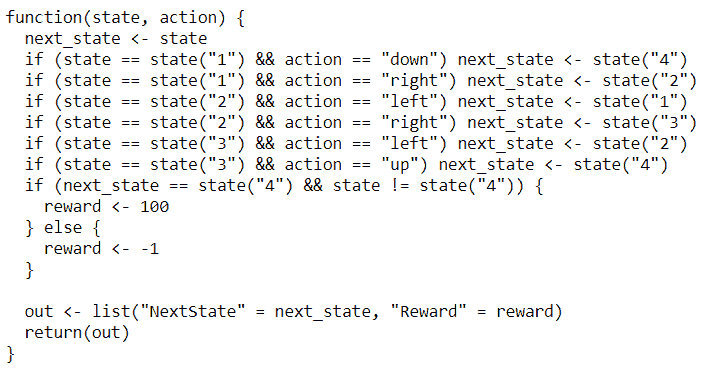 function(state, action) {
  next_state <- state
  if (state == state("1") && action == "down") next_state <- state("4")
  if (state == state("1") && action == "right") next_state <- state("2")
  if (state == state("2") && action == "left") next_state <- state("1")
  if (state == state("2") && action == "right") next_state <- state("3")
  if (state == state("3") && action == "left") next_state <- state("2")
  if (state == state("3") && action == "up") next_state <- state("4")
  if (next_state == state("4") && state != state("4")) {
    reward <- 100
  } else {
    reward <- -1
  }

  out <- list("NextState" = next_state, "Reward" = reward)
  return(out)
}